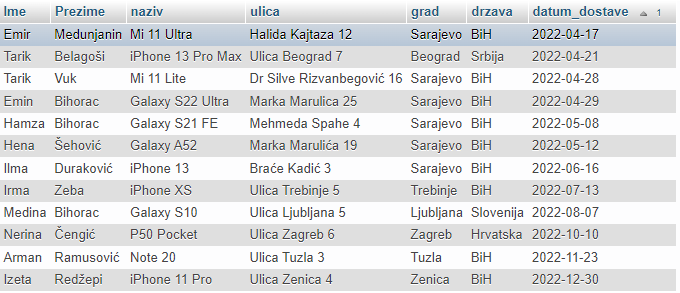 Ime Prezime naziv ulica grad drzava datum_dostave 1
Emir Međunjanin Mi 11 Ultra Halida Kajtaza 12 Sarajevo BiH 2022-04-17
Tarik Belagoši iPhone 13 Pro Max Ulica Beograd 7 Beograd Srbija 2022-04-21
Tarik Vuk Mi 11 Lite Dr Silve Rizvanbegović 16 Sarajevo BiH 2022-04-28
Emin Bihorac Galaxy S22 Ultra Marka Marulica 25 Sarajevo BiH 2022-04-29
Hamza Bihorac Galaxy S21 FE Mehmeda Spahe 4 Sarajevo BiH 2022-05-08
Hena Šehović Galaxy A52 Marka Marulića 19 Sarajevo BiH 2022-05-12
Ilma Duraković iPhone 13 Braće Kadić 3 Sarajevo BiH 2022-06-16
Irma Zeba iPhone XS Ulica Trebinje 5 Trebinje BiH 2022-07-13
Medina Bihorac Galaxy S10 Ulica Ljubljana 5 Ljubljana Slovenija 2022-08-07
Nerina Čengić P50 Pocket Ulica Zagreb 6 Zagreb Hrvatska 2022-10-10
Arman Ramusović Note 20 Ulica Tuzla 3 Tuzla BiH 2022-11-23
Izeta Redžepi iPhone 11 Pro Ulica Zenica 4 Zenica BiH 2022-12-30